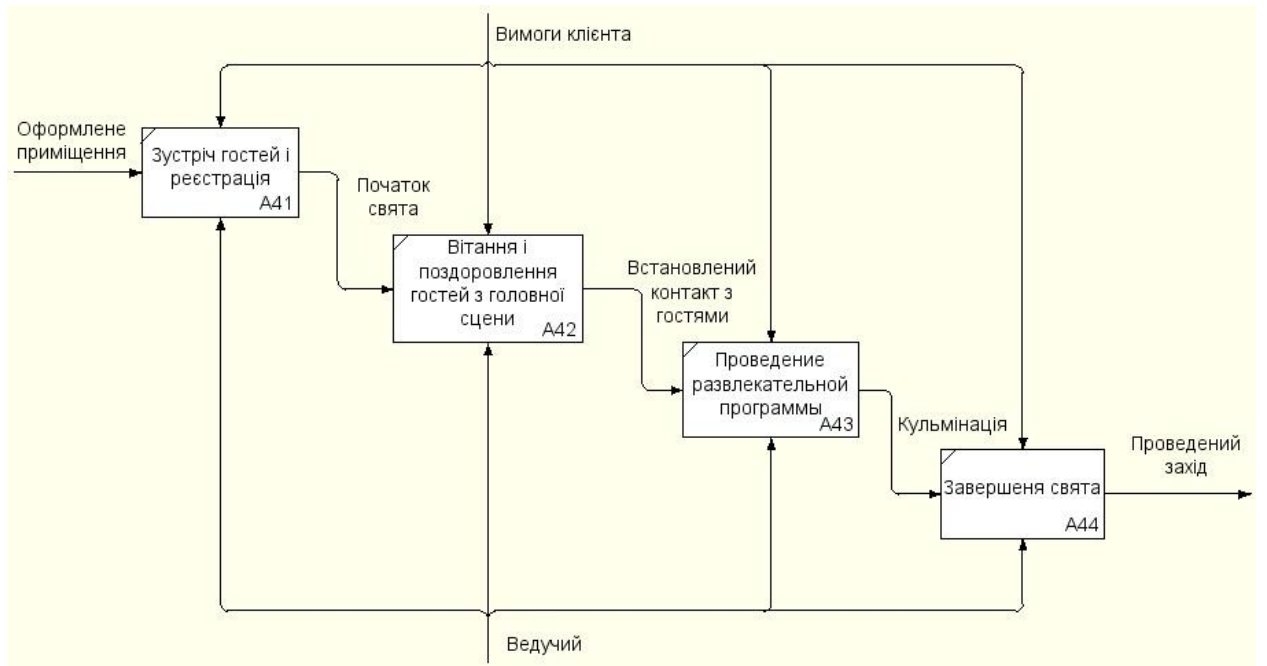 Вимоги клієнта
Оформлене
приміщення
Зустріч гостей і
реєстрація
A41
Початок
свята
Вітання і
поздоровлення
гостей з головної
сцени
A42
Встановлений
контакт з
гостями
Проведение
развлекательной
программы
A43
Кульмінація
Завершеня свята
A44
Проведений
захід
Ведучий